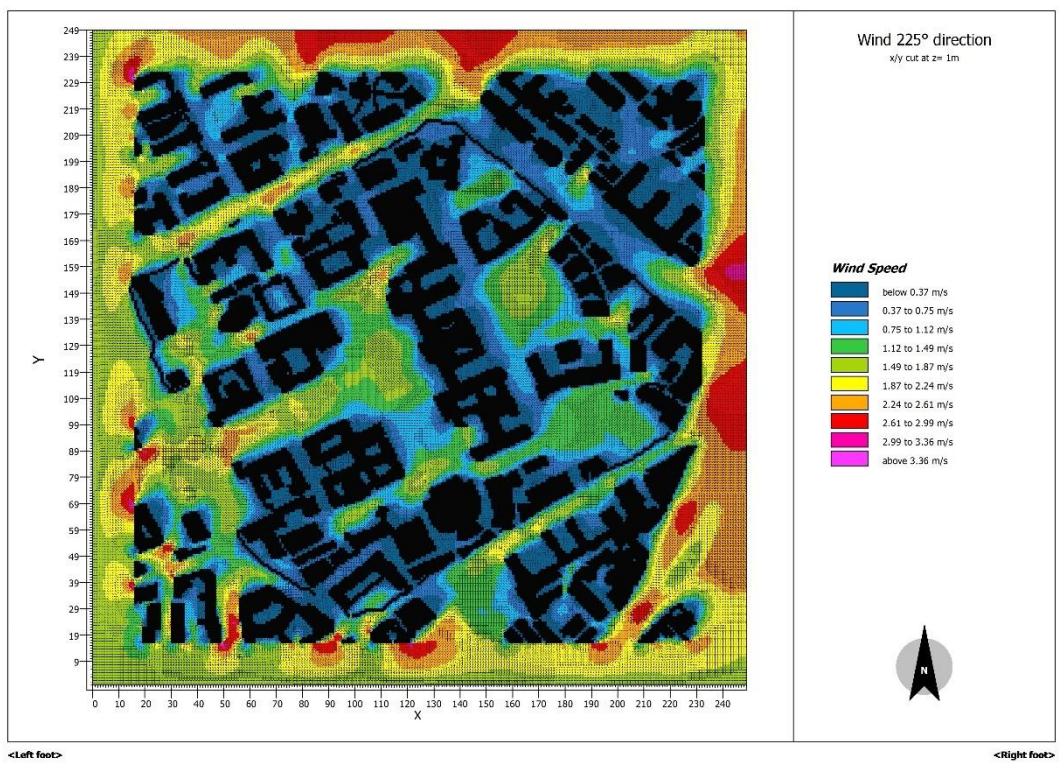 Wind 225° direction
x/y cut at z= 1m
249
239
229
219
209
199
189
179
169
159
149
139
129
119
109
99
89
79
69
59
49
39
29
19
9
Y
0 10 20 30 40 50 60 70 80 90 100 110 120 130 140 150 160 170 180 190 200 210 220 230 240
X
Wind Speed
below 0.37 m/s
0.37 to 0.75 m/s
0.75 to 1.12 m/s
1.12 to 1.49 m/s
1.49 to 1.87 m/s
1.87 to 2.24 m/s
2.24 to 2.61 m/s
2.61 to 2.99 m/s
2.99 to 3.36 m/s
above 3.36 m/s
N
<Left foot> <Right foot>